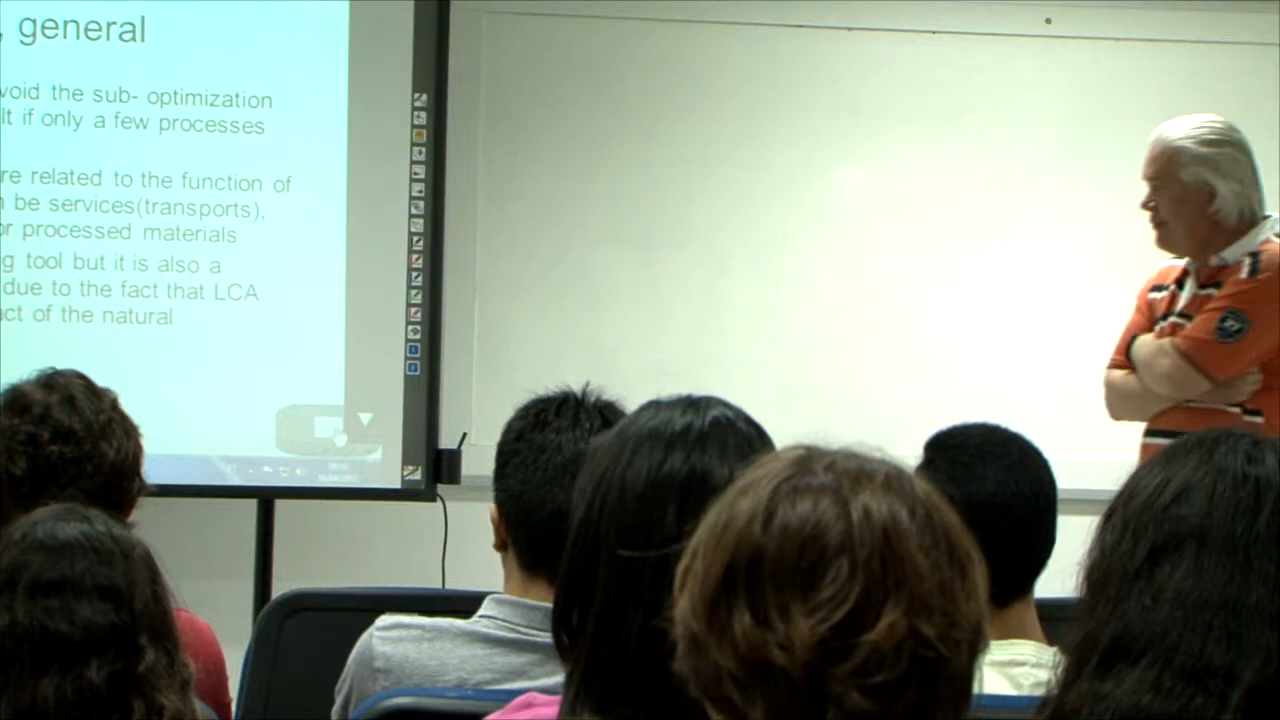 , general
void the sub- optimization
lt if only a few processes
re related to the function of
n be services(transports),
or processed materials
g tool but it is also a
due to the fact that LCA
act of the natural